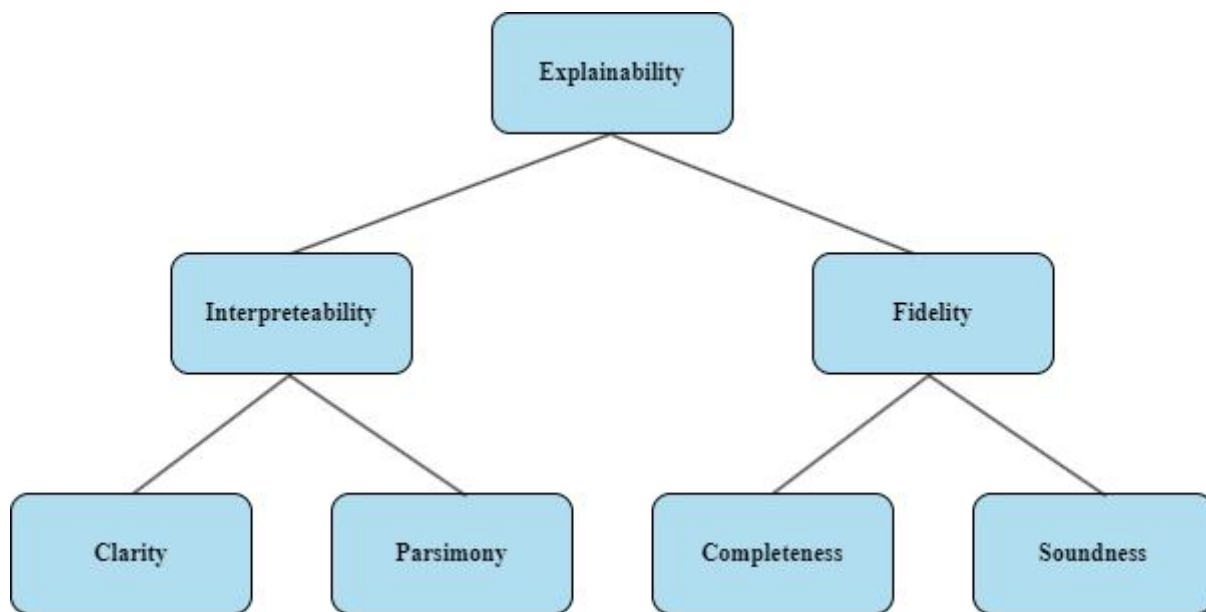 Explainability
Interpreteability
Fidelity
Clarity
Parsimony
Completeness
Soundness